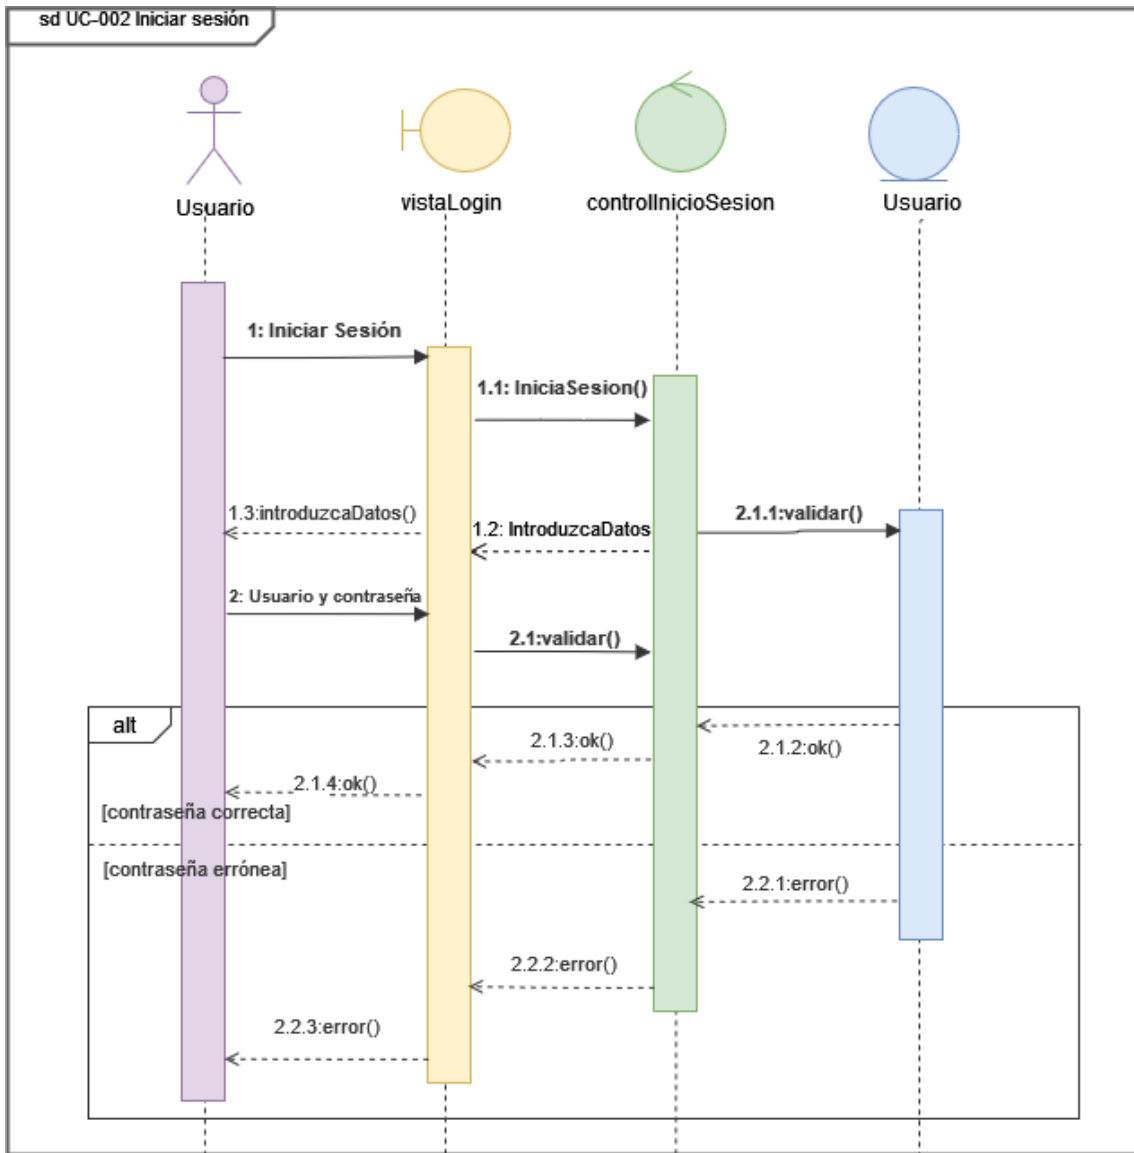 sd UC-002 Iniciar sesión
Usuario
vistaLogin
controlInicioSesion
Usuario
1: Iniciar Sesión
1.1: IniciaSesion()
1.3:introduzcaDatos()
1.2: IntroduzcaDatos
2.1.1:validar()
2: Usuario y contraseña
2.1:validar()
alt
2.1.3:ok()
2.1.2:ok()
2.1.4:ok()
[contraseña correcta]
[contraseña errónea]
2.2.1:error()
2.2.2:error()
2.2.3:error()